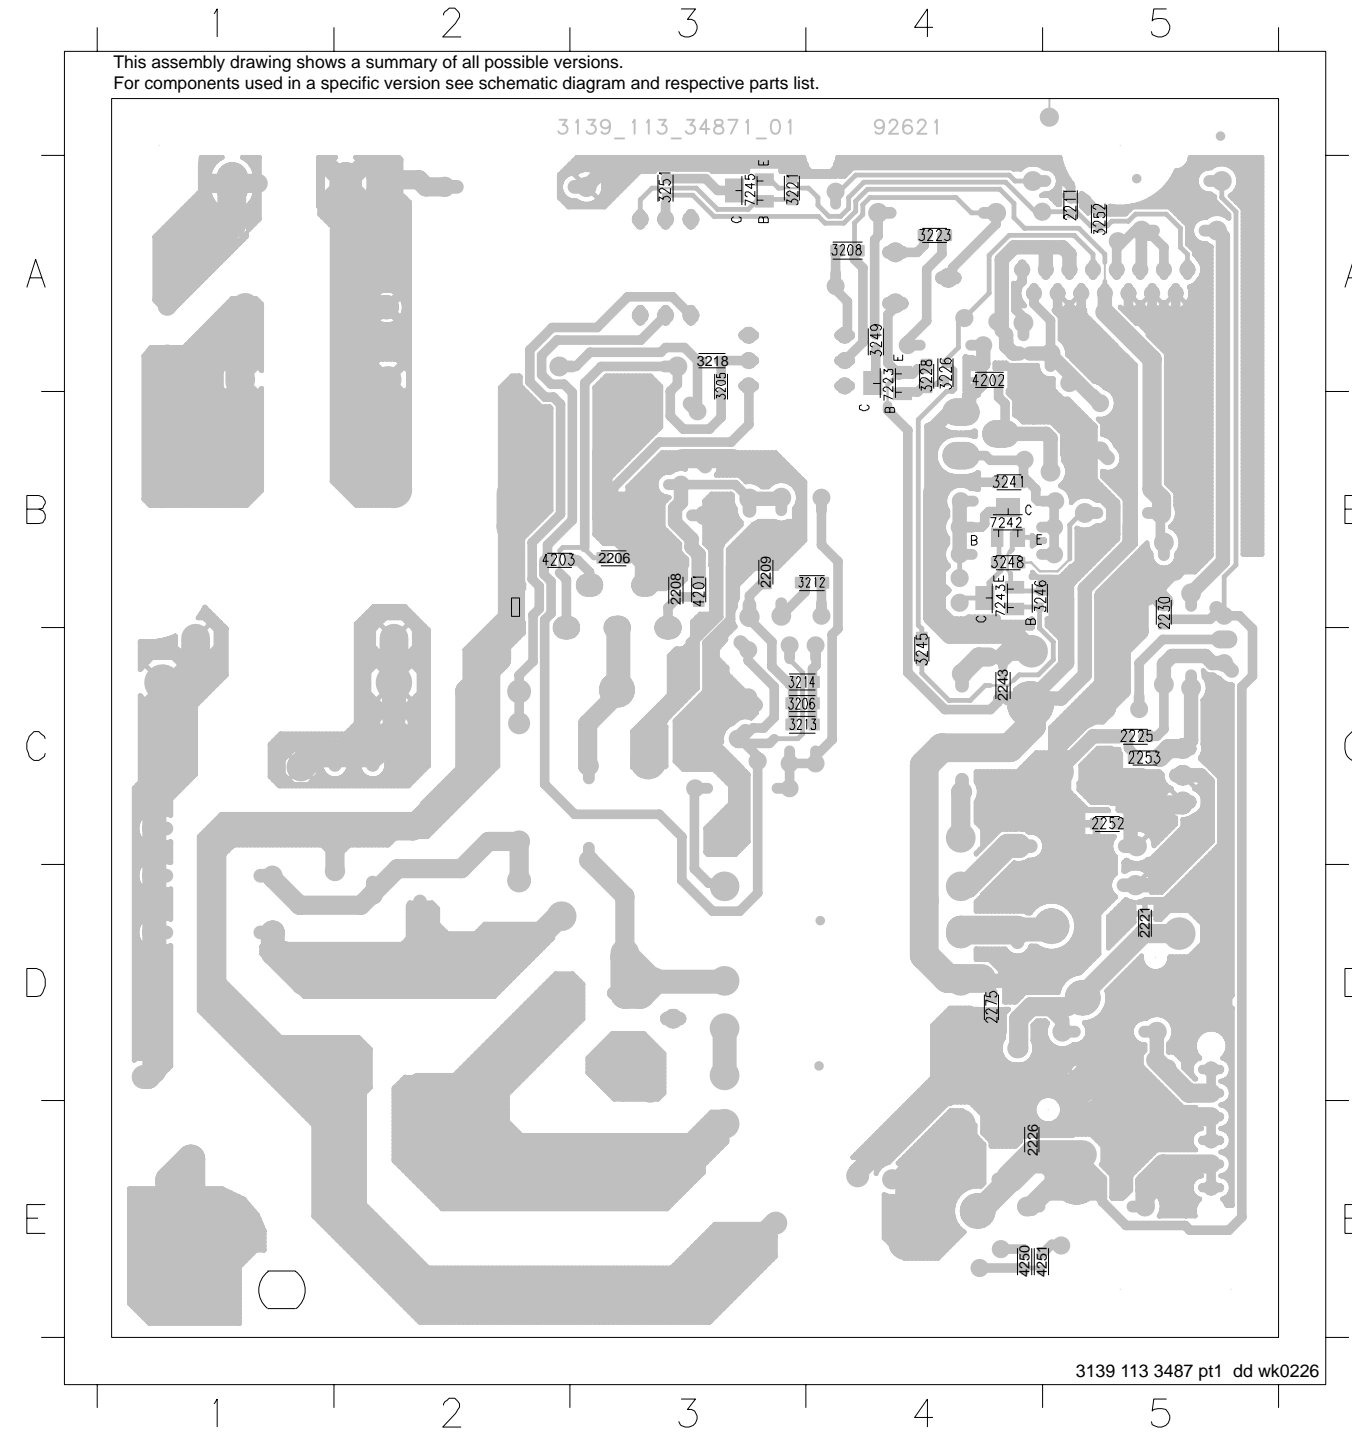 1 2 3 4 5
This assembly drawing shows a summary of all possible versions.
For components used in a specific version see schematic diagram and respective parts list.
3139_113_34871_01 92621
3251
7245
E
C
B
3221
2211
3252
A
3208
3223
3249
E
7223
C
B
3228
3226
4202
3218
3205
B
3241
C
7242
B
E
3248
4203
2206
2208
4201
2209
3212
E
7243
C
B
3246
2230
3245
3214
3206
3213
2243
C
2225
2253
2252
2221
D
2275
2226
E
4250
4251
3139 113 3487 pt1 dd wk0226
1 2 3 4 5